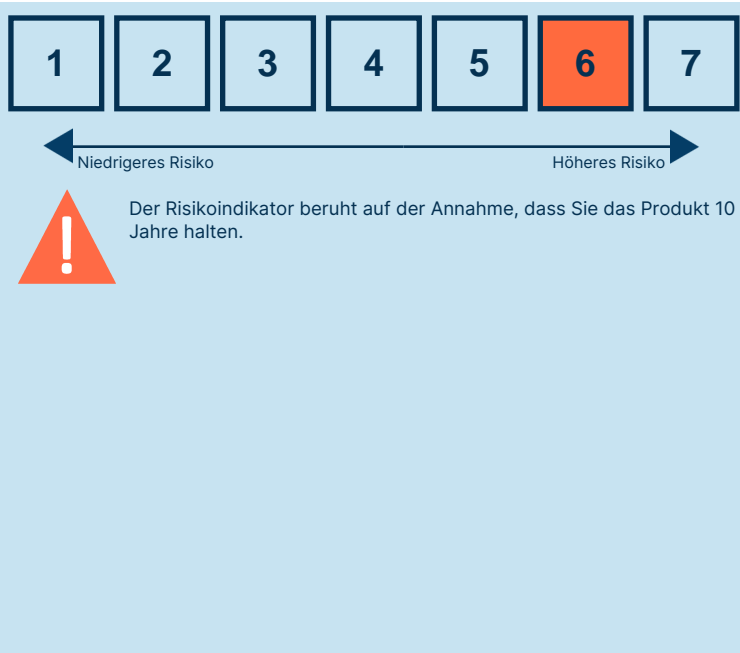 1 2 3 4 5 6 7
Niedrigeres Risiko Höheres Risiko
!
Der Risikoindikator beruht auf der Annahme, dass Sie das Produkt 10
Jahre halten.